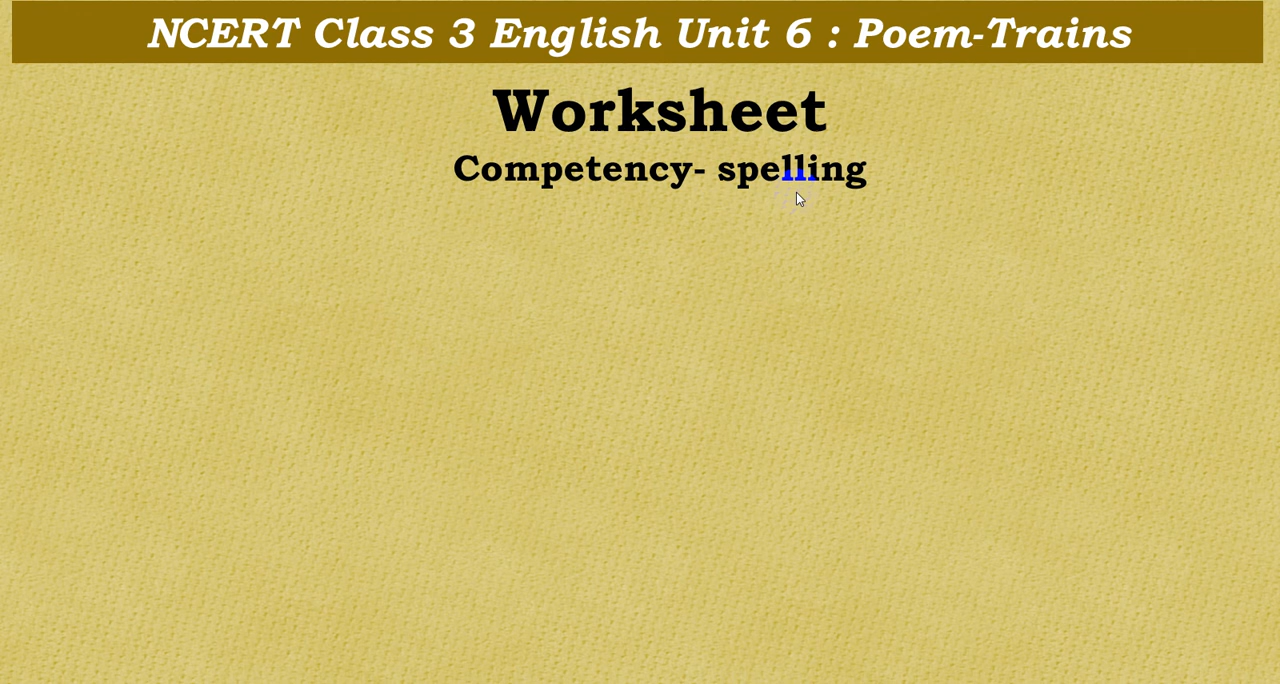 NCERT Class 3 English Unit 6 : Poem-Trains
Worksheet
Competency- spelling